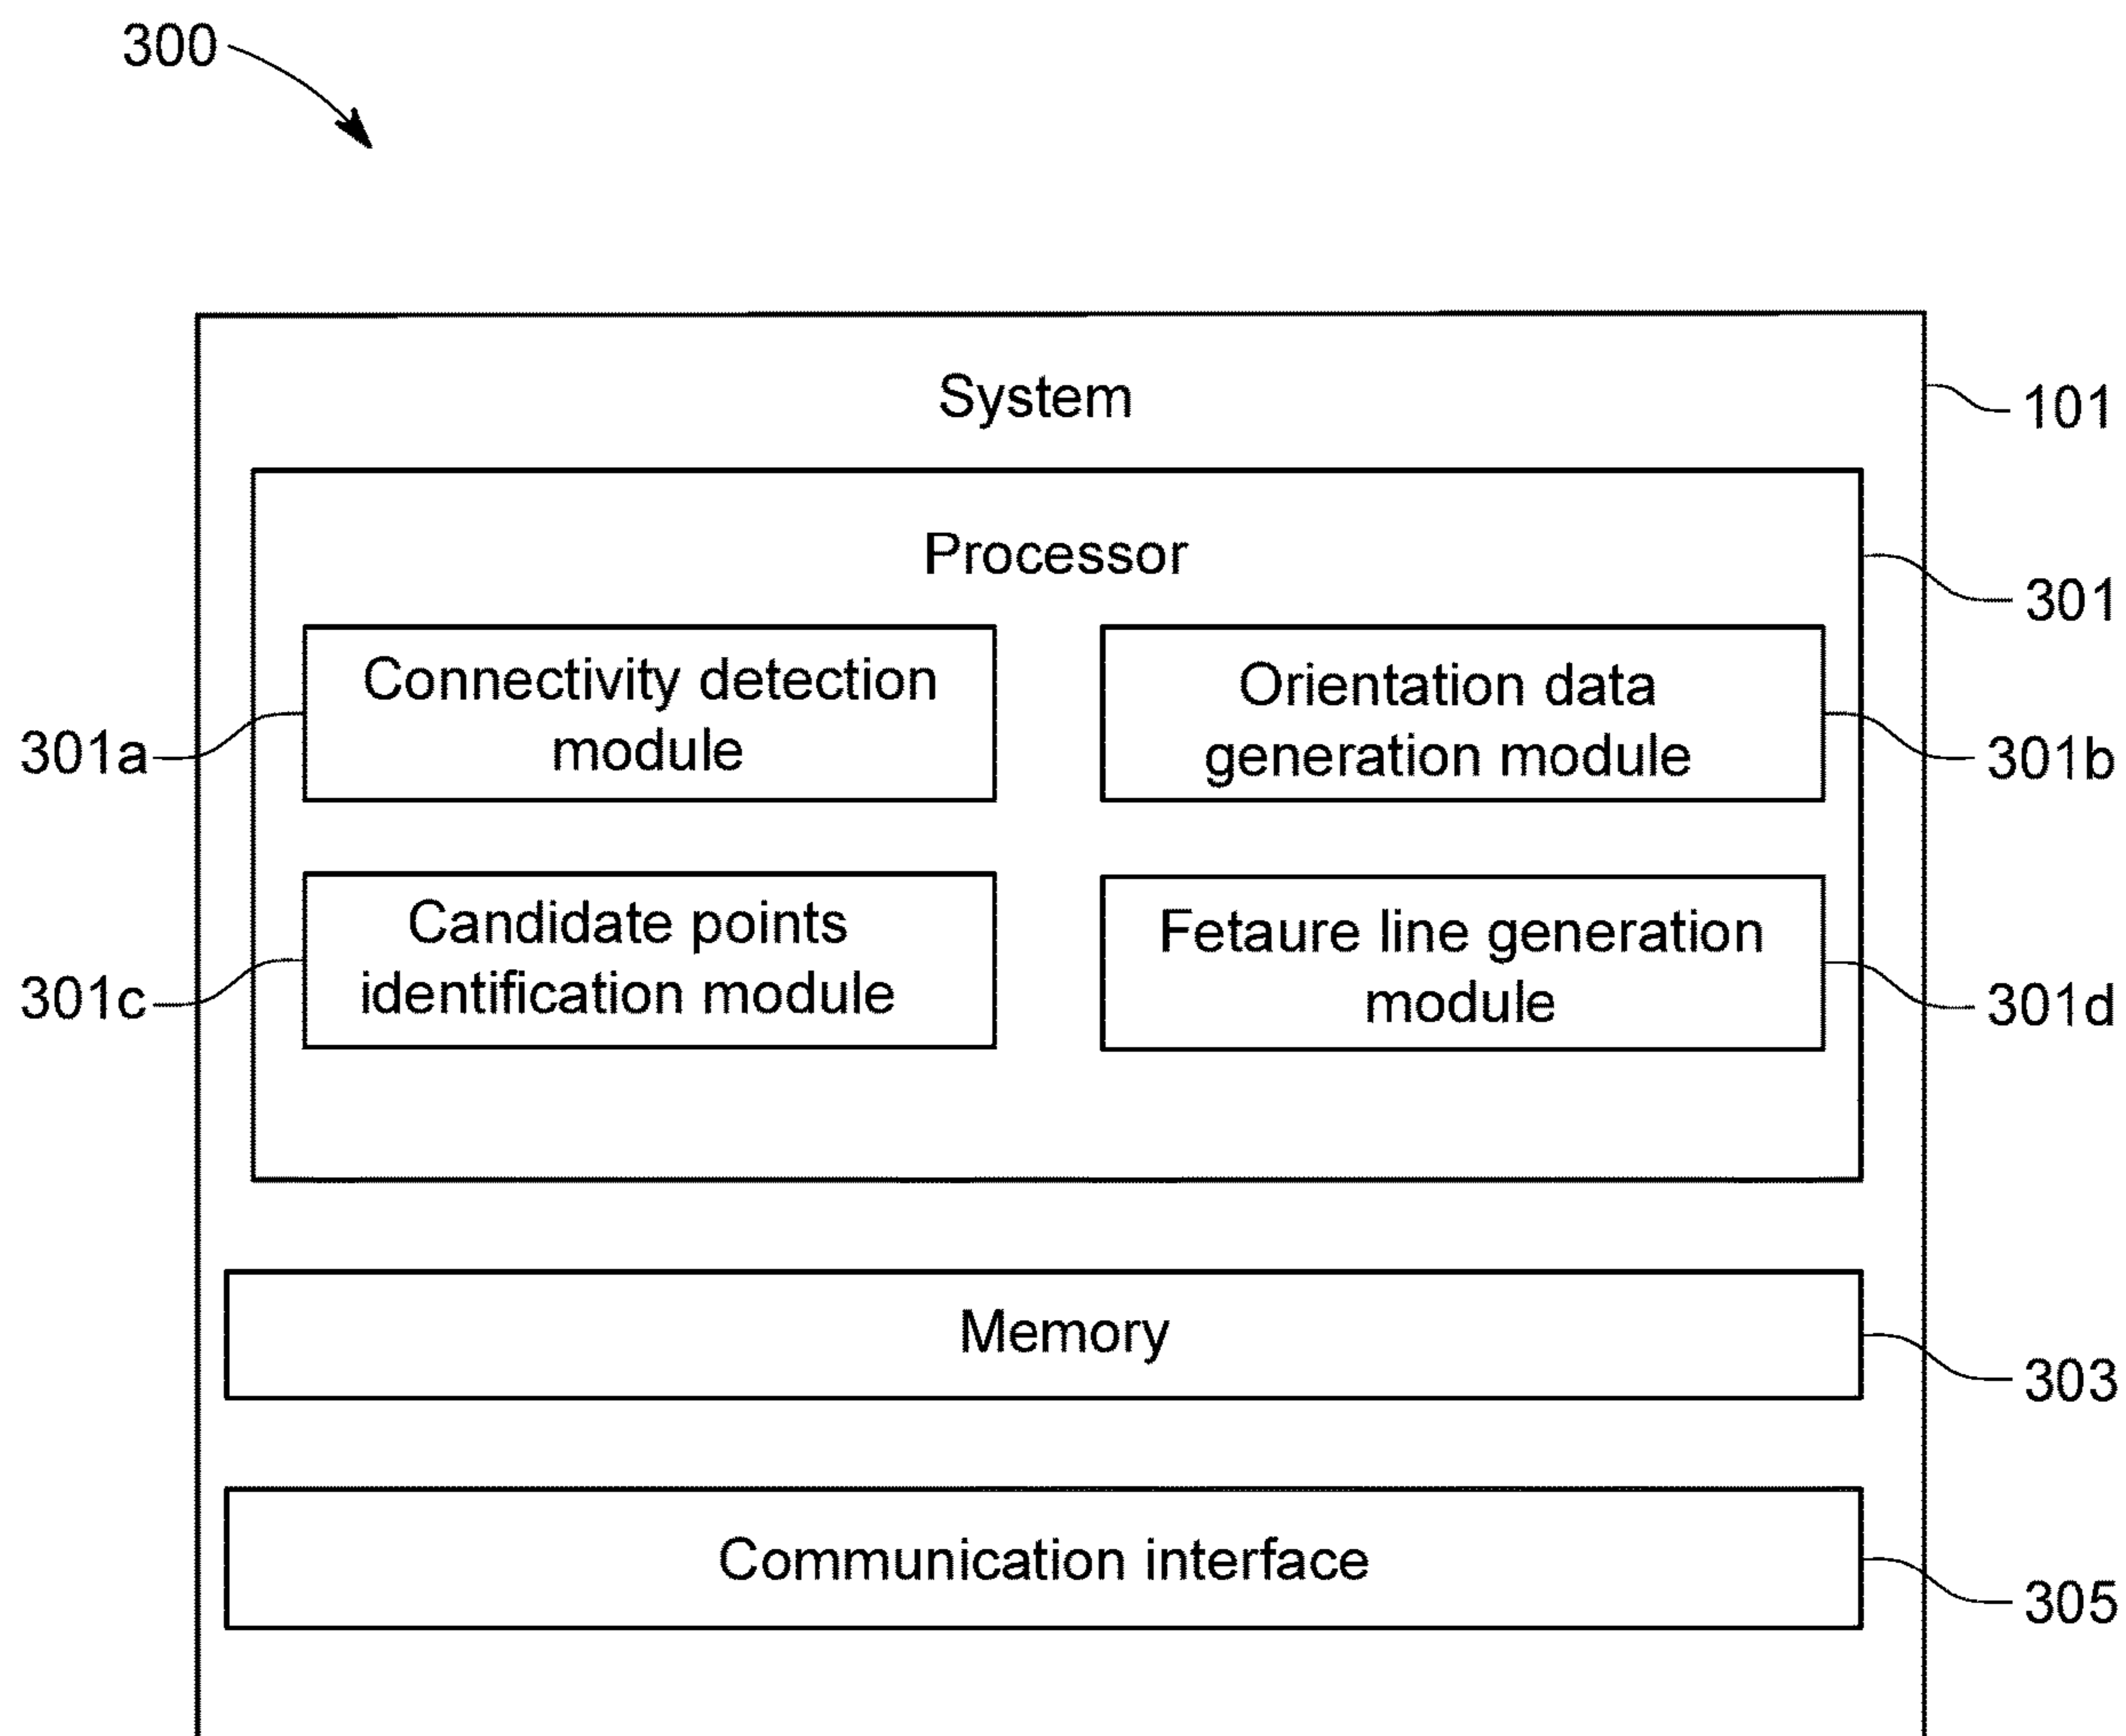 300
System
101
Processor
301
Connectivity detection
module
301a
Orientation data
generation module
301b
Candidate points
identification module
301c
Fetaure line generation
module
301d
Memory
303
Communication interface
305